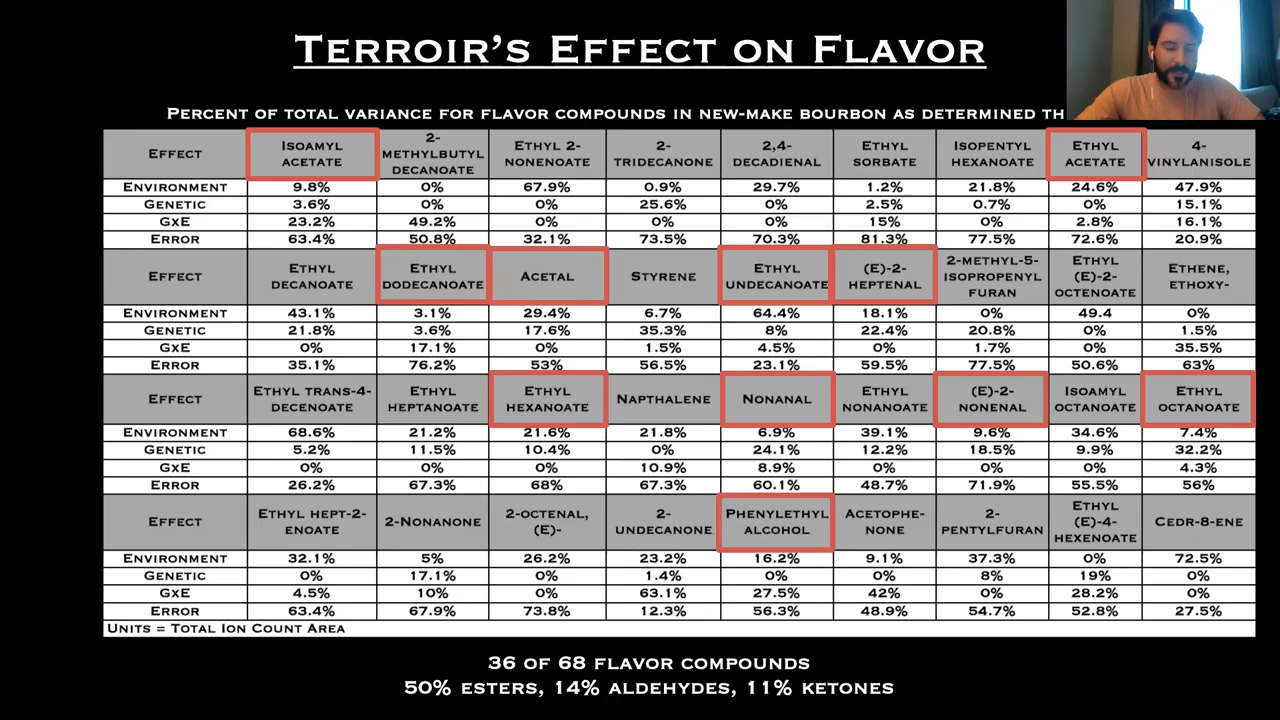 Terroir's Effect on Flavor
Percent of total variance for flavor compounds in new-make bourbon as determined th
Effect Isoamyl Acetate 2-Methylbutyl Decanoate Ethyl 2-Nonenoate 2-Tridecanone 2,4-Decadienal Ethyl Sorbate Isopentyl Hexanoate Ethyl Acetate 4-Vinylanisole
Environment 9.8% 0% 67.9% 0.9% 29.7% 1.2% 21.8% 24.6% 47.9%
Genetic 3.6% 0% 0% 25.6% 0% 2.5% 0.7% 0% 15.1%
GxE 23.2% 49.2% 0% 0% 0% 15% 0% 2.8% 16.1%
Error 63.4% 50.8% 32.1% 73.5% 70.3% 81.3% 77.5% 72.6% 20.9%
Effect Ethyl Decanoate Ethyl Dodecanoate Acetal Styrene Ethyl Undecanoate (E)-2-Heptenal 2-Methyl-5-Isopropenyl Furan Ethyl (E)-2-Octenoate Ethene, Ethoxy-
Environment 43.1% 3.1% 29.4% 6.7% 64.4% 18.1% 0% 49.4 0%
Genetic 21.8% 3.6% 17.6% 35.3% 8% 22.4% 20.8% 0% 1.5%
GxE 0% 17.1% 0% 1.5% 4.5% 0% 1.7% 0% 35.5%
Error 35.1% 76.2% 53% 56.5% 23.1% 59.5% 77.5% 50.6% 63%
Effect Ethyl trans-4-Decenoate Ethyl Heptanoate Ethyl Hexanoate Napthalene Nonanal Ethyl Nonanoate (E)-2-Nonenal Isoamyl Octanoate Ethyl Octanoate
Environment 68.6% 21.2% 21.6% 21.8% 6.9% 39.1% 9.6% 34.6% 7.4%
Genetic 5.2% 11.5% 10.4% 0% 24.1% 12.2% 18.5% 9.9% 32.2%
GxE 0% 0% 0% 10.9% 8.9% 0% 0% 0% 4.3%
Error 26.2% 67.3% 68% 67.3% 60.1% 48.7% 71.9% 55.5% 56%
Effect Ethyl hept-2-enoate 2-Nonanone 2-octenal, (E)- 2-undecanone Phenylethyl alcohol Acetophe-none 2-pentylfuran Ethyl (E)-4-hexenoate Cedr-8-ene
Environment 32.1% 5% 26.2% 23.2% 16.2% 9.1% 37.3% 0% 72.5%
Genetic 0% 17.1% 0% 1.4% 0% 0% 8% 19% 0%
GxE 4.5% 10% 0% 63.1% 27.5% 42% 0% 28.2% 0%
Error 63.4% 67.9% 73.8% 12.3% 56.3% 48.9% 54.7% 52.8% 27.5%
Units = Total Ion Count Area
36 of 68 flavor compounds
50% esters, 14% aldehydes, 11% ketones